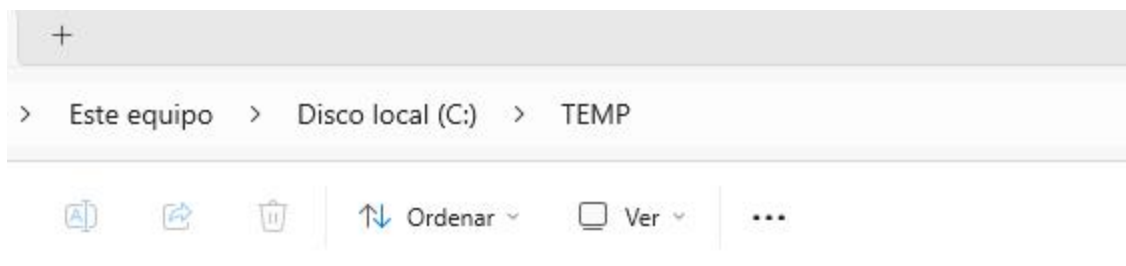 Este equipo > Disco local (C:) > TEMP
Ordenar Ver ...